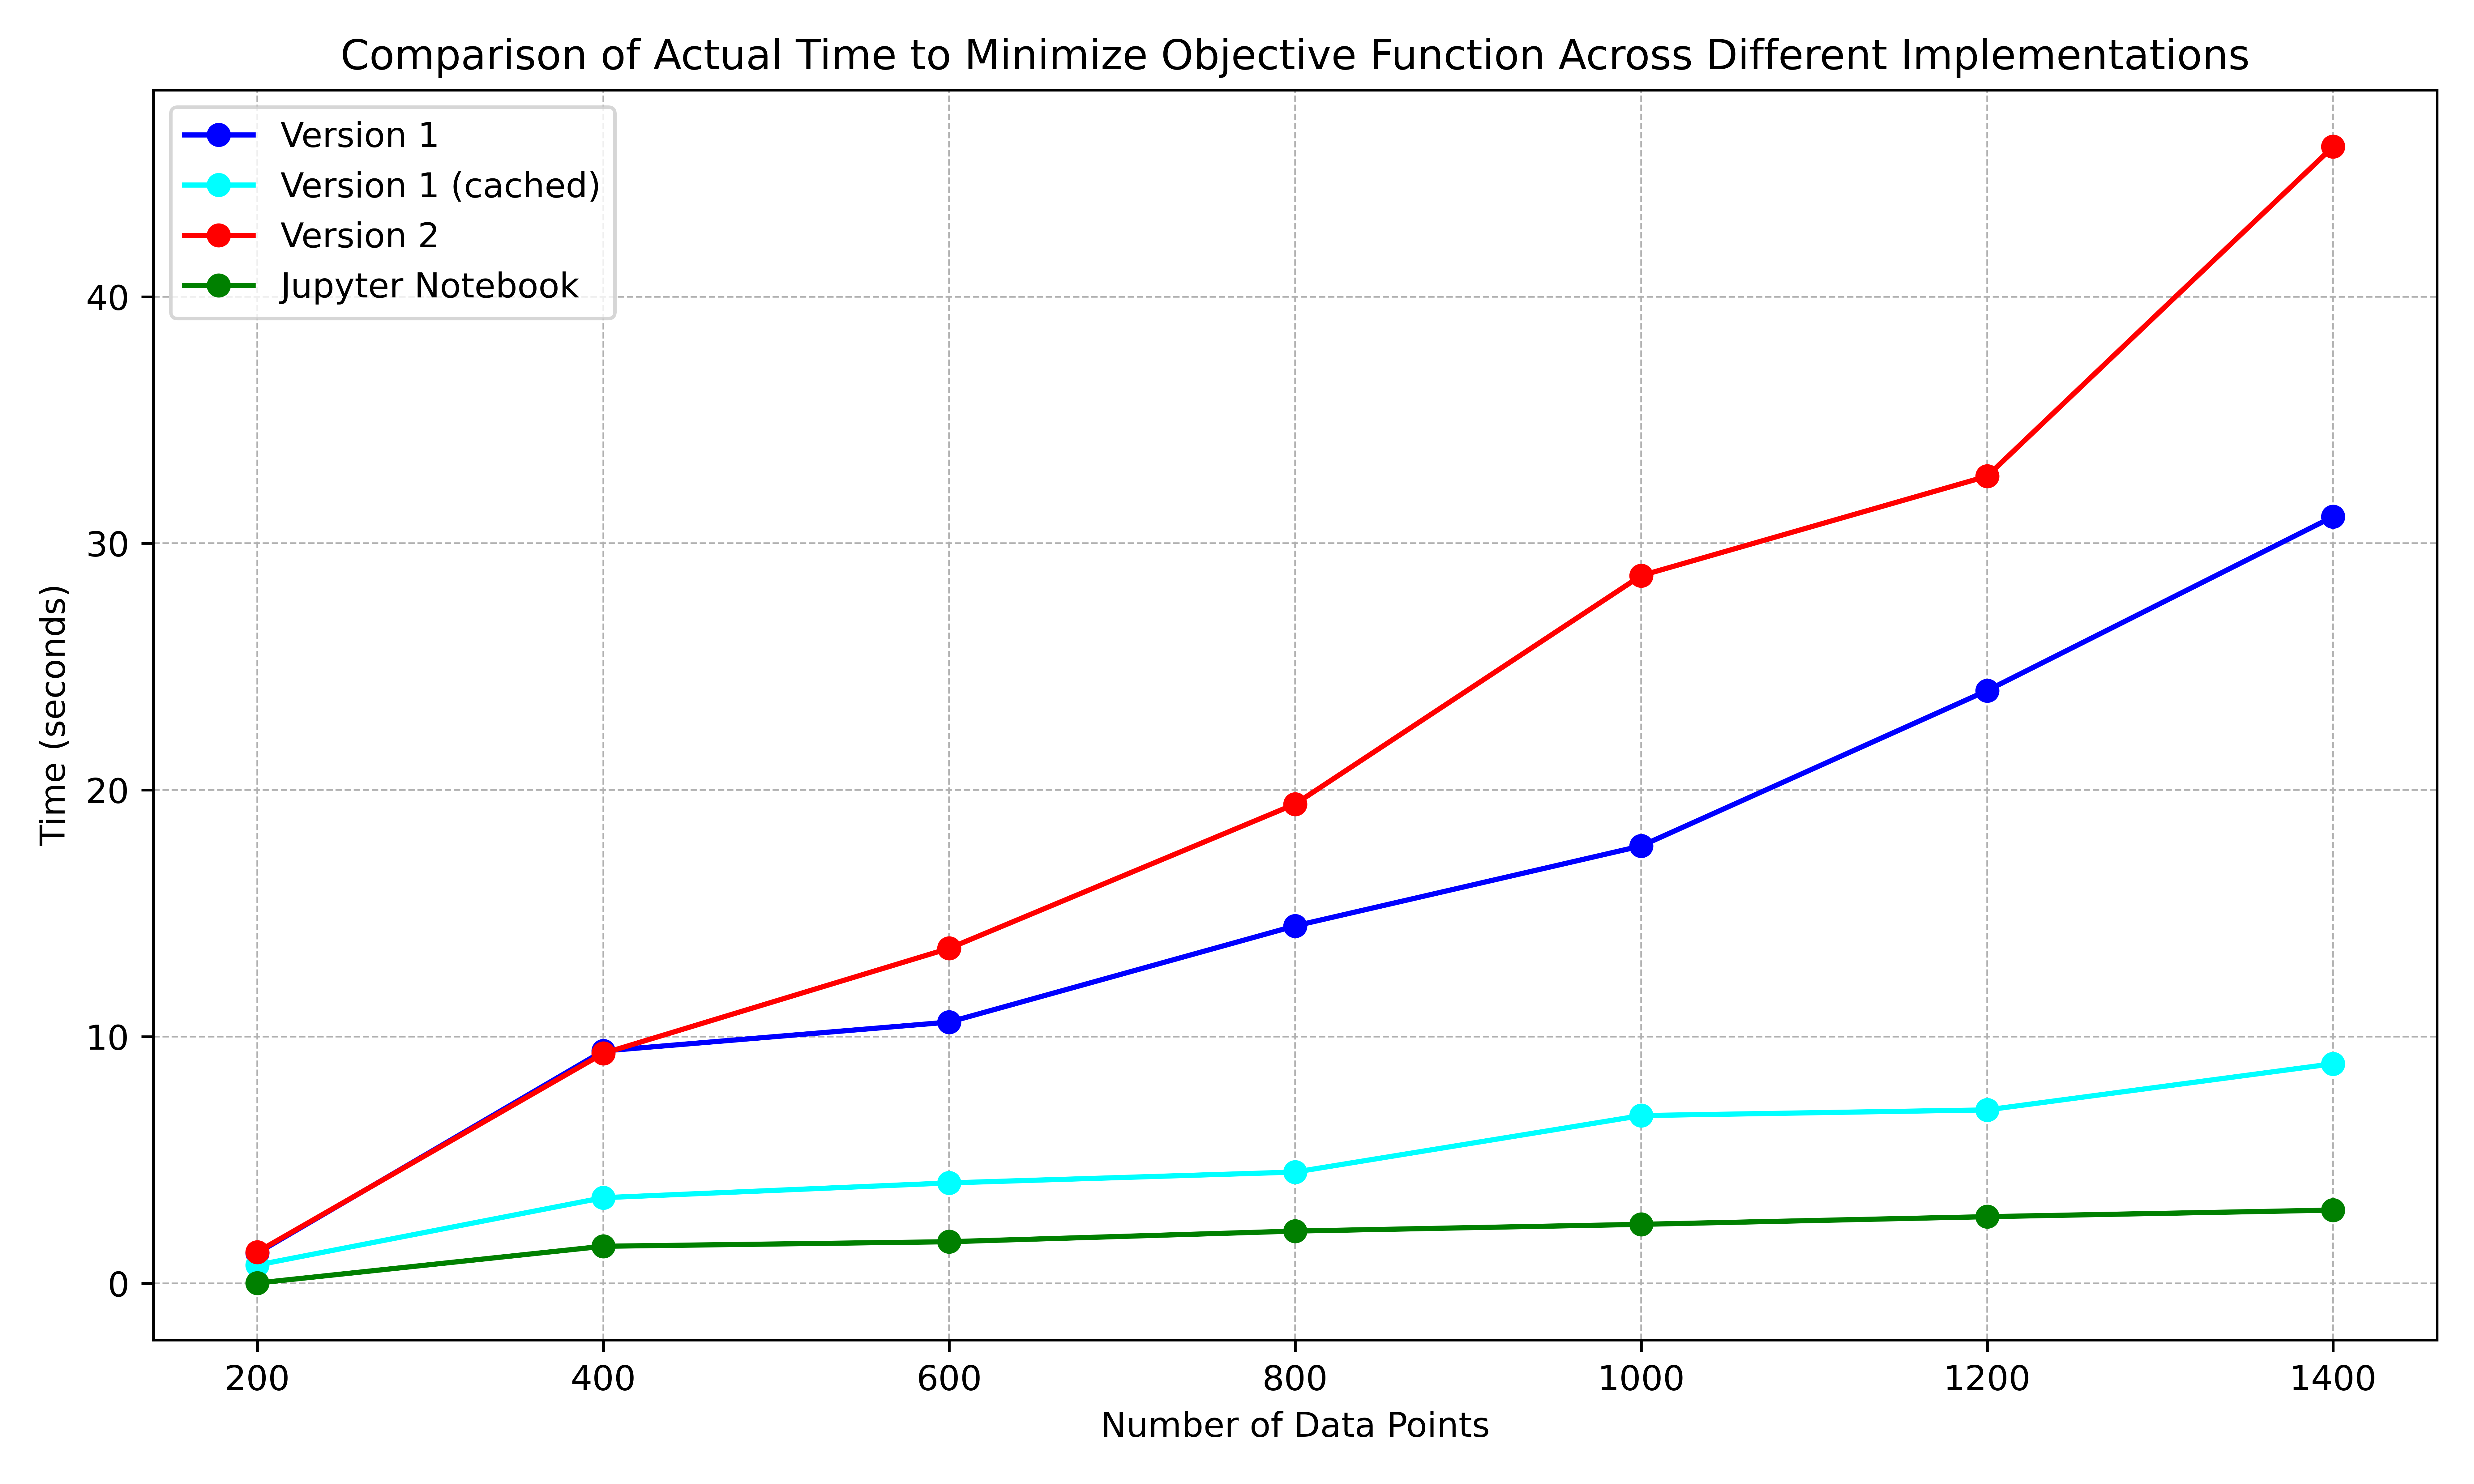 Comparison of Actual Time to Minimize Objective Function Across Different Implementations
Version 1
Version 1 (cached)
Version 2
Jupyter Notebook
Time (seconds)
40
30
20
10
0
200 400 600 800 1000 1200 1400
Number of Data Points